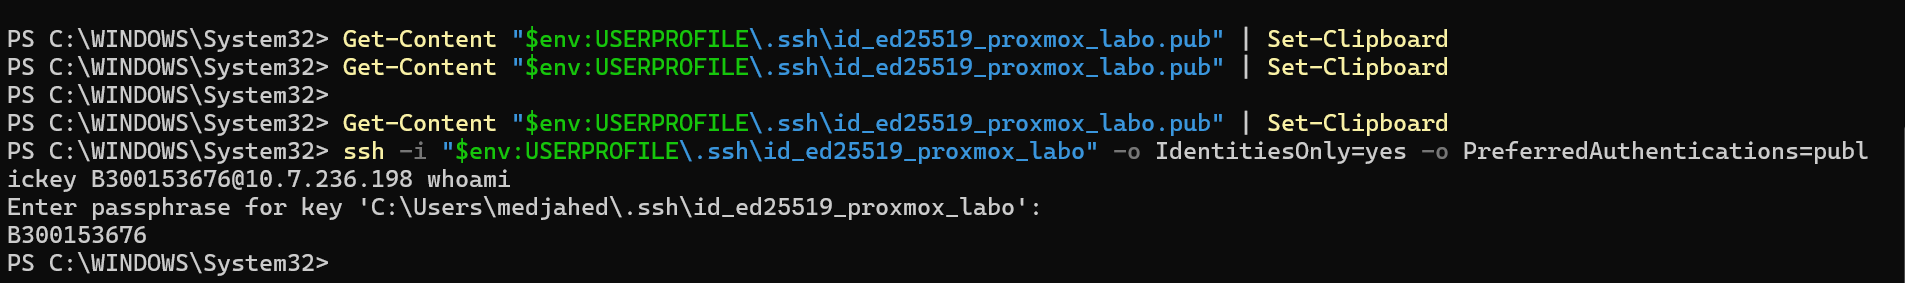 PS C:\WINDOWS\System32> Get-Content "$env:USERPROFILE\.ssh\id_ed25519_proxmox_labo.pub" | Set-Clipboard
PS C:\WINDOWS\System32> Get-Content "$env:USERPROFILE\.ssh\id_ed25519_proxmox_labo.pub" | Set-Clipboard
PS C:\WINDOWS\System32>
PS C:\WINDOWS\System32> Get-Content "$env:USERPROFILE\.ssh\id_ed25519_proxmox_labo.pub" | Set-Clipboard
PS C:\WINDOWS\System32> ssh -i "$env:USERPROFILE\.ssh\id_ed25519_proxmox_labo" -o IdentitiesOnly=yes -o PreferredAuthentications=publ
ickey B300153676@10.7.236.198 whoami
Enter passphrase for key 'C:\Users\medjahed\.ssh\id_ed25519_proxmox_labo':
B300153676
PS C:\WINDOWS\System32>